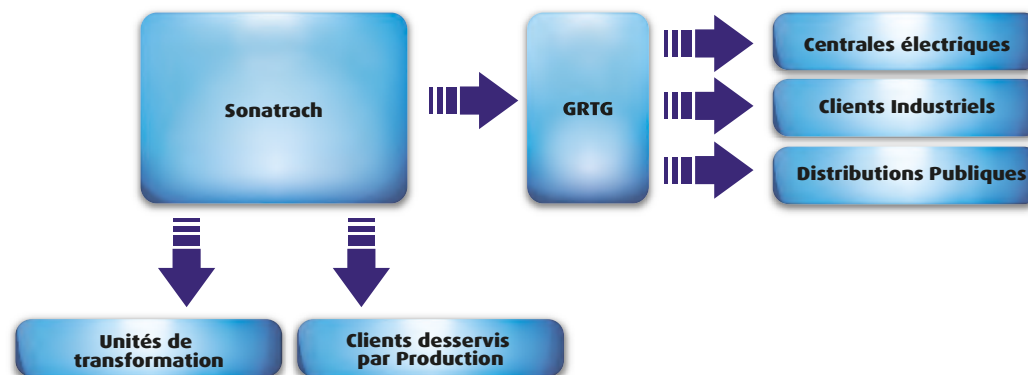 Sonatrach
GRTG
Centrales électriques
Clients Industriels
Distributions Publiques
Unités de
transformation
Clients desservis
par Production